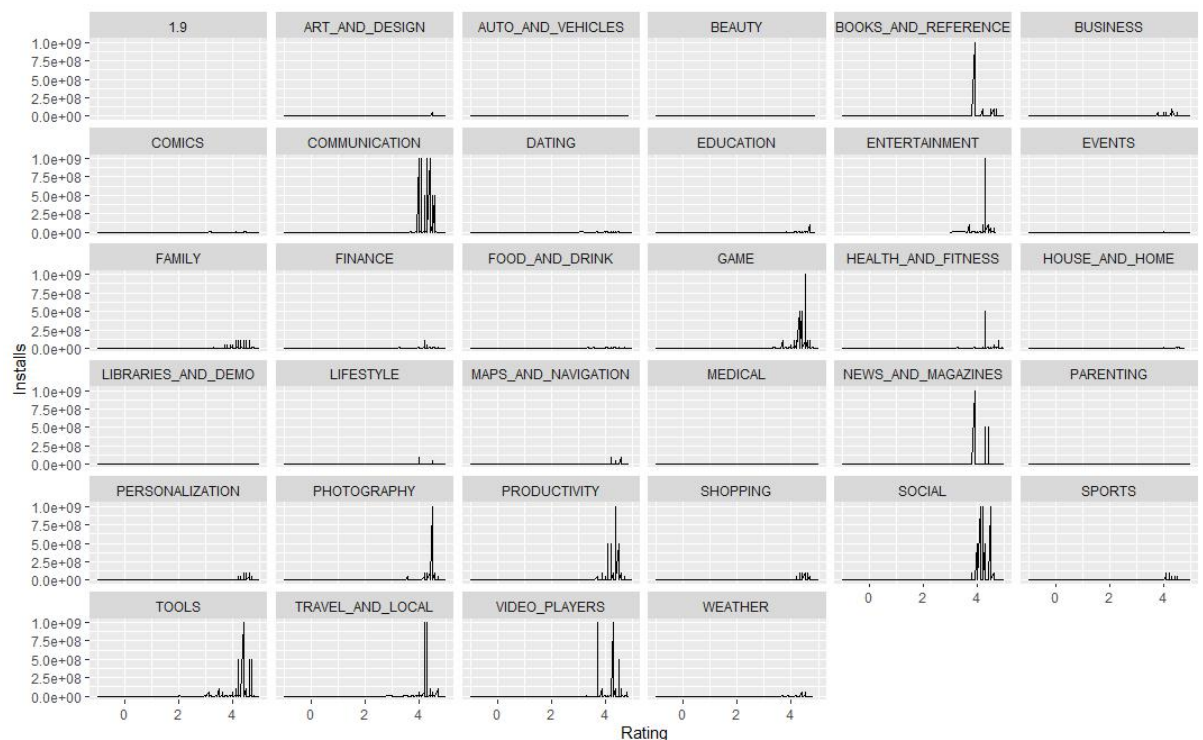 1.9 ART_AND_DESIGN AUTO_AND_VEHICLES BEAUTY BOOKS_AND_REFERENCE BUSINESS
1.0e+09
7.5e+08
5.0e+08
2.5e+08
0.0e+00
COMICS COMMUNICATION DATING EDUCATION ENTERTAINMENT EVENTS
1.0e+09
7.5e+08
5.0e+08
2.5e+08
0.0e+00
FAMILY FINANCE FOOD_AND_DRINK GAME HEALTH_AND_FITNESS HOUSE_AND_HOME
1.0e+09
7.5e+08
5.0e+08
2.5e+08
0.0e+00
Installs
LIBRARIES_AND_DEMO LIFESTYLE MAPS_AND_NAVIGATION MEDICAL NEWS_AND_MAGAZINES PARENTING
1.0e+09
7.5e+08
5.0e+08
2.5e+08
0.0e+00
PERSONALIZATION PHOTOGRAPHY PRODUCTIVITY SHOPPING SOCIAL SPORTS
1.0e+09
7.5e+08
5.0e+08
2.5e+08
0.0e+00
0 2 4 0 2 4
TOOLS TRAVEL_AND_LOCAL VIDEO_PLAYERS WEATHER
1.0e+09
7.5e+08
5.0e+08
2.5e+08
0.0e+00
0 2 4 0 2 4 0 2 4 0 2 4
Rating